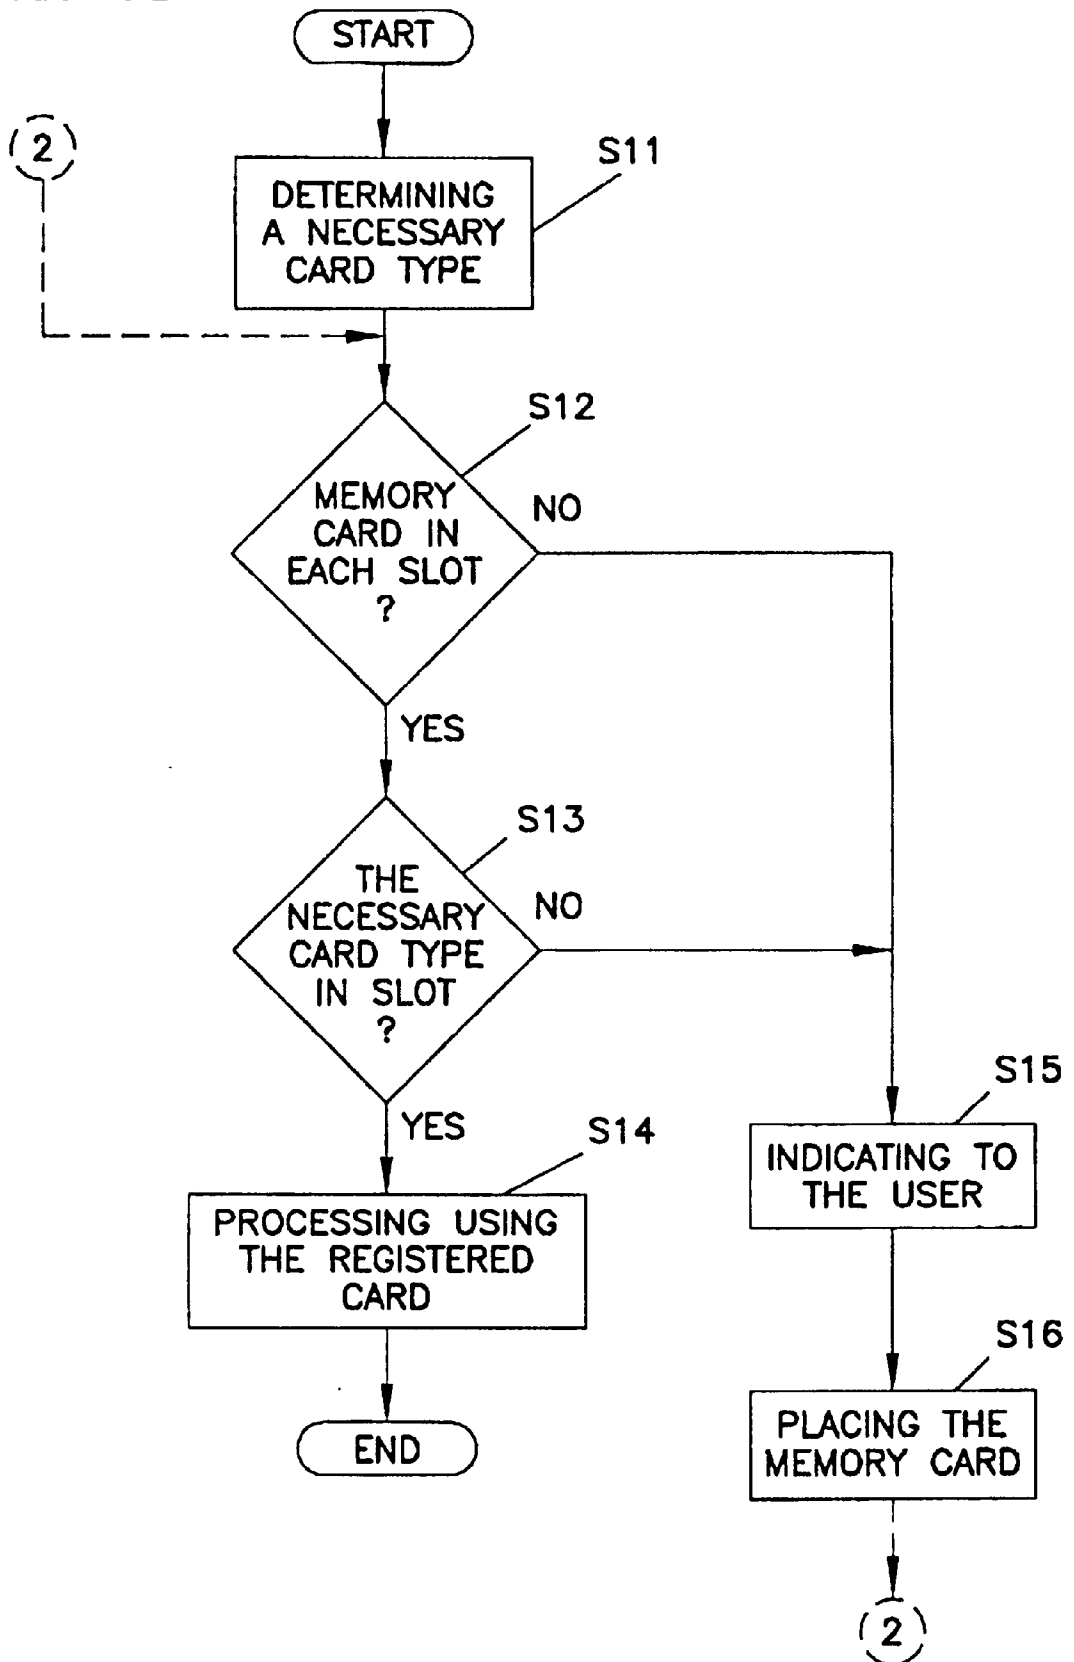 START
2
S11
DETERMINING
A NECESSARY
CARD TYPE
S12
MEMORY
CARD IN
EACH SLOT
?
NO
YES
S13
THE
NECESSARY
CARD TYPE
IN SLOT
?
NO
YES
S14
PROCESSING USING
THE REGISTERED
CARD
END
S15
INDICATING TO
THE USER
S16
PLACING THE
MEMORY CARD
2